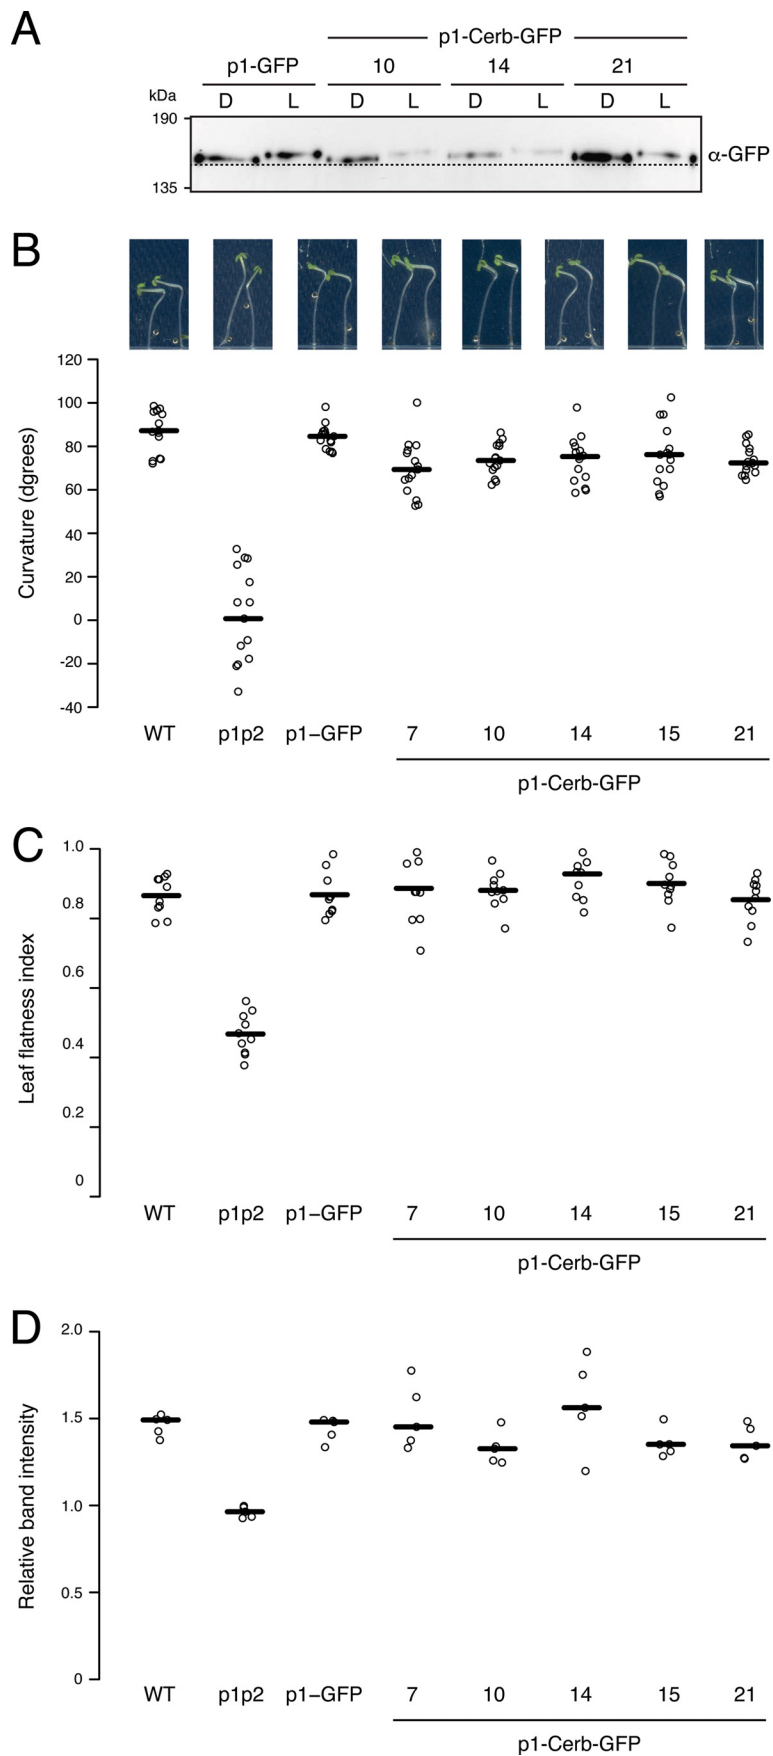 A
p1-Cerb-GFP
p1-GFP 10 14 21
kDa D L D L D L D L
190
α-GFP
135
B
120
100
80
60
40
20
0
-20
-40
Curvature (dgrees)
WT p1p2 p1–GFP 7 10 14 15 21
p1-Cerb-GFP
C
1.0
0.8
0.6
0.4
0.2
0
Leaf flatness index
WT p1p2 p1–GFP 7 10 14 15 21
p1-Cerb-GFP
D
2.0
1.5
1.0
0.5
0
Relative band intensity
WT p1p2 p1–GFP 7 10 14 15 21
p1-Cerb-GFP